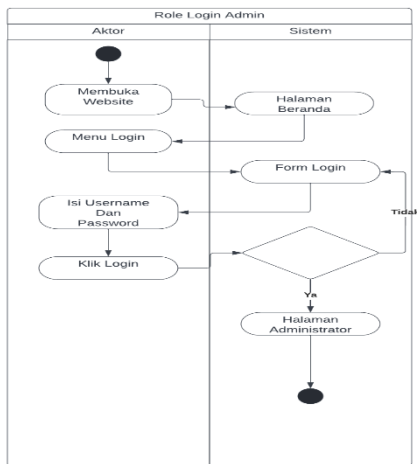 Role Login Admin
Aktor
Sistem
Membuka
Website
Halaman
Beranda
Menu Login
Form Login
Isi Username
Dan
Password
Tidak
Klik Login
Ya
Halaman
Administrator